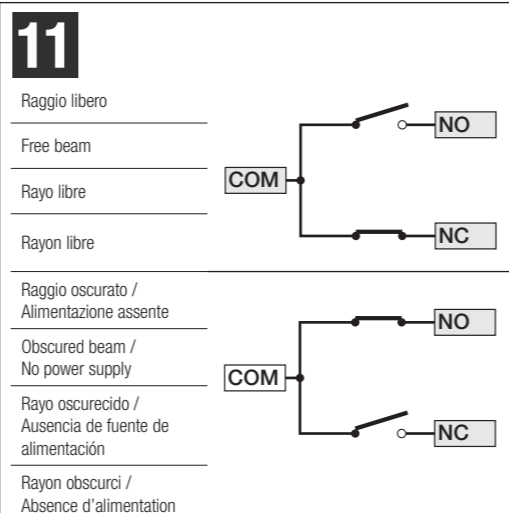 11
Raggio libero
Free beam
Rayo libre
Rayon libre
COM
NO
NC
Raggio oscurato /
Alimentazione assente
Obscured beam /
No power supply
Rayo oscurecido /
Ausencia de fuente de
alimentación
Rayon obscurci /
Absence d'alimentation
COM
NO
NC